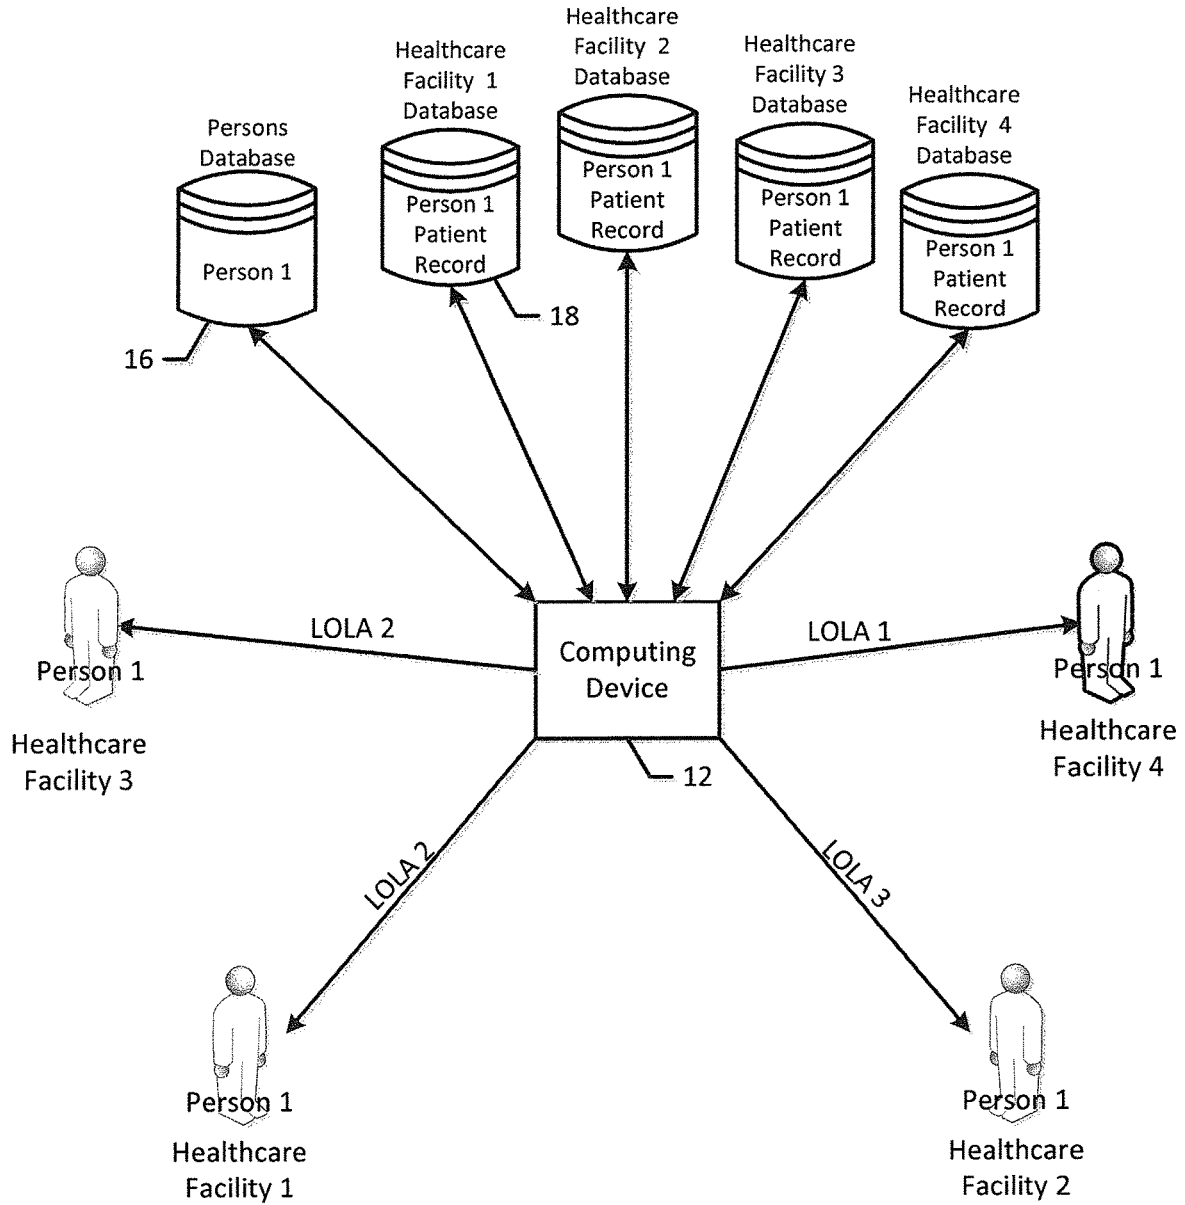 Healthcare
Facility 2
Database
Healthcare
Facility 1
Database
Healthcare
Facility 3
Database
Healthcare
Facility 4
Database
Persons
Database
Person 1
Person 1
Patient
Record
Person 1
Patient
Record
Person 1
Patient
Record
Person 1
Patient
Record
16
18
LOLA 2
LOLA 1
Computing
Device
Person 1
Healthcare
Facility 3
Person 1
Healthcare
Facility 4
12
LOLA 2
LOLA 3
Person 1
Healthcare
Facility 1
Person 1
Healthcare
Facility 2